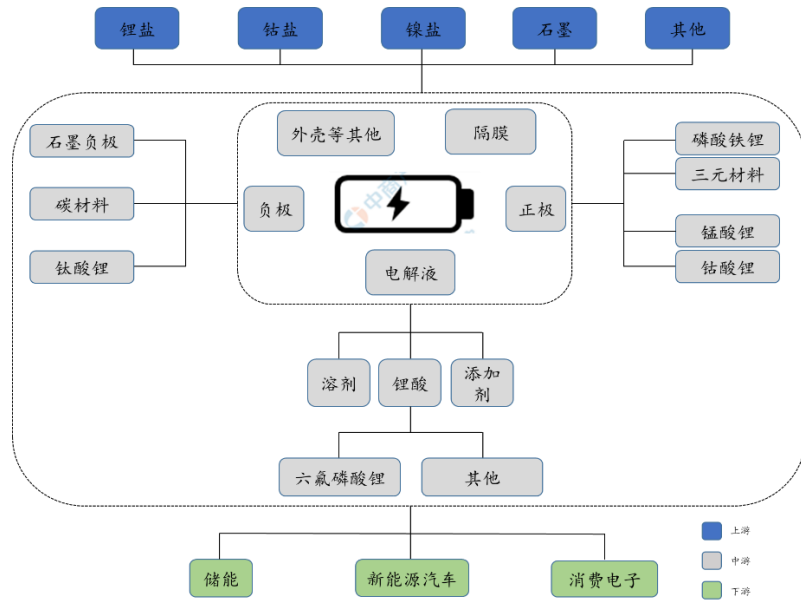 锂盐
钴盐
镍盐
石墨
其他
外壳等其他
隔膜
石墨负极
碳材料
钛酸锂
负极
正极
电解液
磷酸铁锂
三元材料
锰酸锂
钴酸锂
溶剂
锂酸
添加
剂
六氟磷酸锂
其他
储能
新能源汽车
消费电子
上游
中游
下游